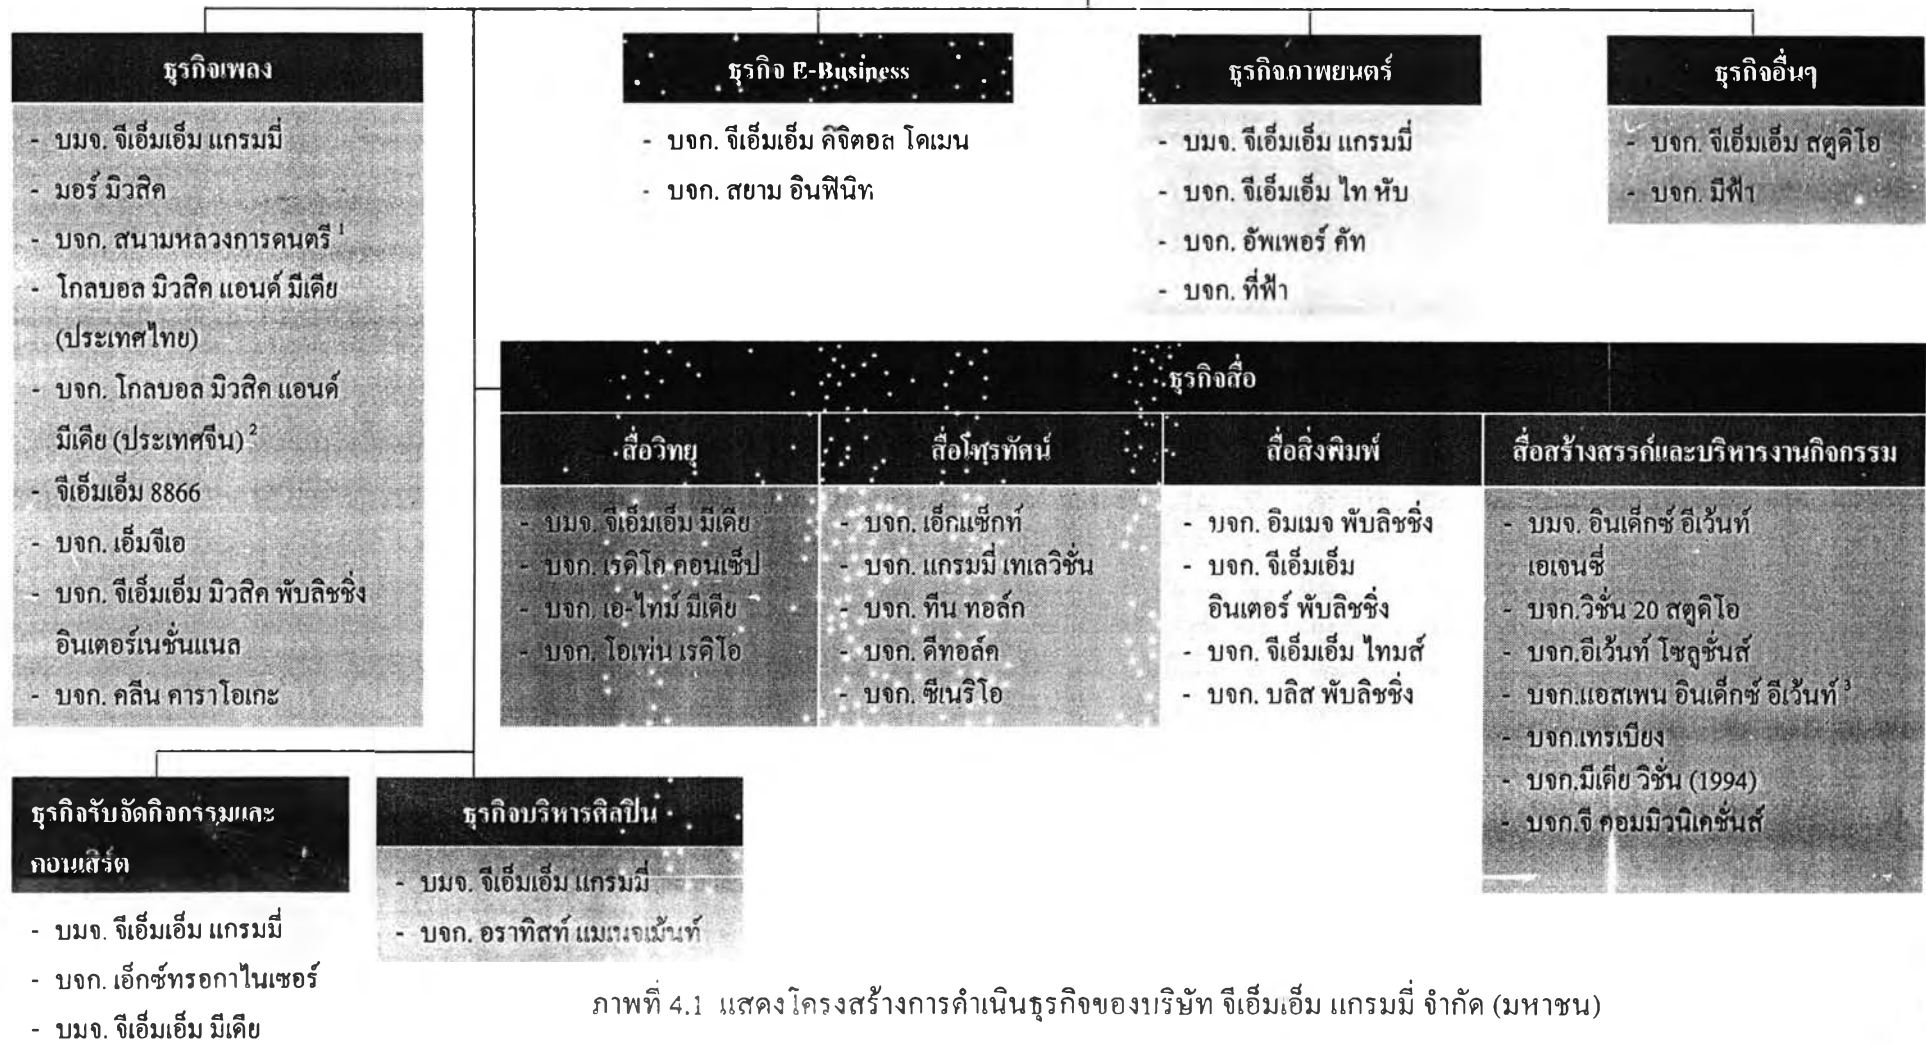 ธุรกิจเพลง
- บมจ. จีเอ็มเอ็ม แกรมมี่
- มอร์ มิวสิค
- บจก. สนามหลวงการดนตรี ¹
- โกลบอล มิวสิค แอนด์ มีเดีย
(ประเทศไทย)
- บจก. โกลบอล มิวสิค แอนด์
มีเดีย (ประเทศจีน) ²
- จีเอ็มเอ็ม 8866
- บจก. เอ็มจีเอ
- บจก. จีเอ็มเอ็ม มิวสิค พับลิชชิ่ง
อินเตอร์เนชั่นแนล
- บจก. คลีน คาราโอเกะ
ธุรกิจ E-Business
- บจก. จีเอ็มเอ็ม ดิจิตอล โดเมน
- บจก. สยาม อินฟินิท
ธุรกิจภาพยนตร์
- บมจ. จีเอ็มเอ็ม แกรมมี่
- บจก. จีเอ็มเอ็ม ไท หับ
- บจก. อัพเพอร์ คัท
- บจก. ที่ฟ้า
ธุรกิจอื่นๆ
- บจก. จีเอ็มเอ็ม สตูดิโอ
- บจก. มีฟ้า
ธุรกิจสื่อ
สื่อวิทยุ
- บมจ. จีเอ็มเอ็ม มีเดีย
- บจก. เรดิโอ คอนเซ็ป
- บจก. เอ-ไทม์ มีเดีย
- บจก. โอเพ่น เรดิโอ
สื่อโทรทัศน์
- บจก. เอ็กแซ็กท์
- บจก. แกรมมี่ เทเลวิชั่น
- บจก. ทีน ทอล์ก
- บจก. ดีทอล์ค
- บจก. ซีเนริโอ
สื่อสิ่งพิมพ์
- บจก. อิมเมจ พับลิชชิ่ง
- บจก. จีเอ็มเอ็ม
อินเตอร์ พับลิชชิ่ง
- บจก. จีเอ็มเอ็ม ไทมส์
- บจก. บลิส พับลิชชิ่ง
สื่อสร้างสรรค์และบริหารงานกิจกรรม
- บมจ. อินเด็กซ์ อีเว้นท์
เอเจนซี่
- บจก.วิชั่น 20 สตูดิโอ
- บจก.อีเว้นท์ โซลูชั่นส์
- บจก.แอสเพน อินเด็กซ์ อีเว้นท์ ³
- บจก.เทรเบียง
- บจก.มีเดีย วิชั่น (1994)
- บจก.จี คอมมิวนิเคชั่นส์
ธุรกิจรับจัดกิจกรรมและ
คอนเสิร์ต
- บมจ. จีเอ็มเอ็ม แกรมมี่
- บจก. เอ็กซ์ทรอกาไนเซอร์
- บมจ. จีเอ็มเอ็ม มีเดีย
ธุรกิจบริหารศิลปิน
- บมจ. จีเอ็มเอ็ม แกรมมี่
- บจก. อราทิสท์ แมเนจเม้นท์
ภาพที่ 4.1 แสดงโครงสร้างการดำเนินธุรกิจของบริษัท จีเอ็มเอ็ม แกรมมี่ จำกัด (มหาชน)